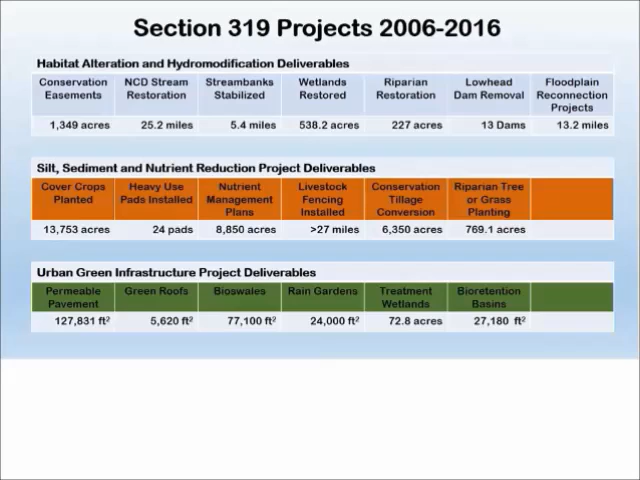 Section 319 Projects 2006-2016
Habitat Alteration and Hydromodification Deliverables
Conservation Easements
NCD Stream Restoration
Streambanks Stabilized
Wetlands Restored
Riparian Restoration
Lowhead Dam Removal
Floodplain Reconnection Projects
1,349 acres
25.2 miles
5.4 miles
538.2 acres
227 acres
13 Dams
13.2 miles
Silt, Sediment and Nutrient Reduction Project Deliverables
Cover Crops Planted
Heavy Use Pads Installed
Nutrient Management Plans
Livestock Fencing Installed
Conservation Tillage Conversion
Riparian Tree or Grass Planting
13,753 acres
24 pads
8,850 acres
>27 miles
6,350 acres
769.1 acres
Urban Green Infrastructure Project Deliverables
Permeable Pavement
Green Roofs
Bioswales
Rain Gardens
Treatment Wetlands
Bioretention Basins
127,831 ft²
5,620 ft²
77,100 ft²
24,000 ft²
72.8 acres
27,180 ft²